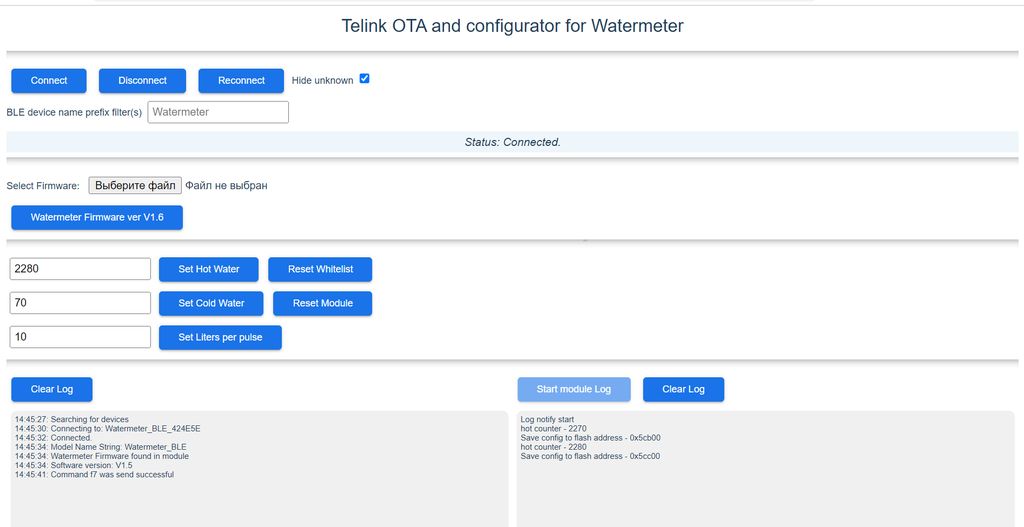 Telink OTA and configurator for Watermeter
Connect Disconnect Reconnect Hide unknown
BLE device name prefix filter(s) Watermeter
Status: Connected.
Select Firmware: Выберите файл Файл не выбран
Watermeter Firmware ver V1.6
2280 Set Hot Water Reset Whitelist
70 Set Cold Water Reset Module
10 Set Liters per pulse
Clear Log
14:45:27: Searching for devices
14:45:30: Connecting to: Watermeter_BLE_424E5E
14:45:32: Connected.
14:45:34: Model Name String: Watermeter_BLE
14:45:34: Watermeter Firmware found in module
14:45:34: Software version: V1.5
14:45:41: Command f7 was send successful
Start module Log Clear Log
Log notify start
hot counter - 2270
Save config to flash address - 0x5cb00
hot counter - 2280
Save config to flash address - 0x5cc00